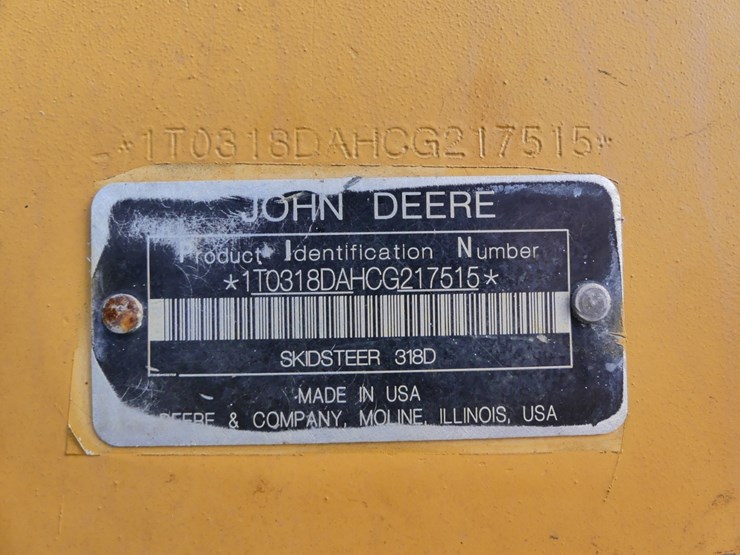 *1T0318DAHCG217515*
JOHN DEERE
Product Identification Number
*1T0318DAHCG217515*
SKIDSTEER 318D
MADE IN USA
DEERE & COMPANY, MOLINE, ILLINOIS, USA